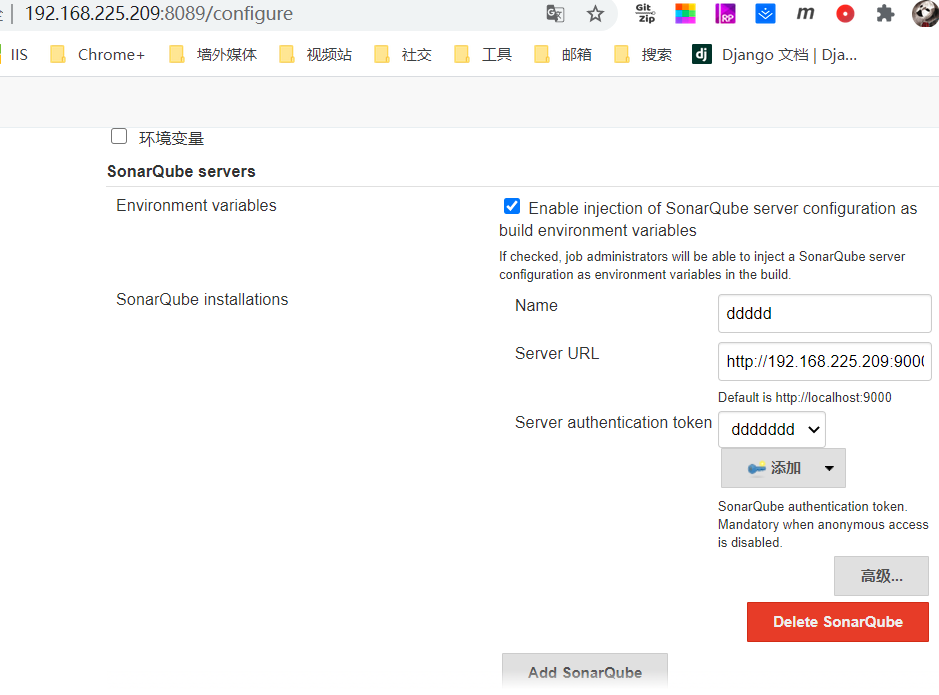 192.168.225.209:8089/configure
Git Zip RP m
IIS Chrome+ 墙外媒体 视频站 社交 工具 邮箱 搜索 dj Django 文档 | Dja...
环境变量
SonarQube servers
Environment variables
Enable injection of SonarQube server configuration as
build environment variables
If checked, job administrators will be able to inject a SonarQube server
configuration as environment variables in the build.
SonarQube installations
Name
ddddd
Server URL
http://192.168.225.209:9000
Default is http://localhost:9000
Server authentication token
ddddddd
添加
SonarQube authentication token.
Mandatory when anonymous access
is disabled.
高级...
Delete SonarQube
Add SonarQube